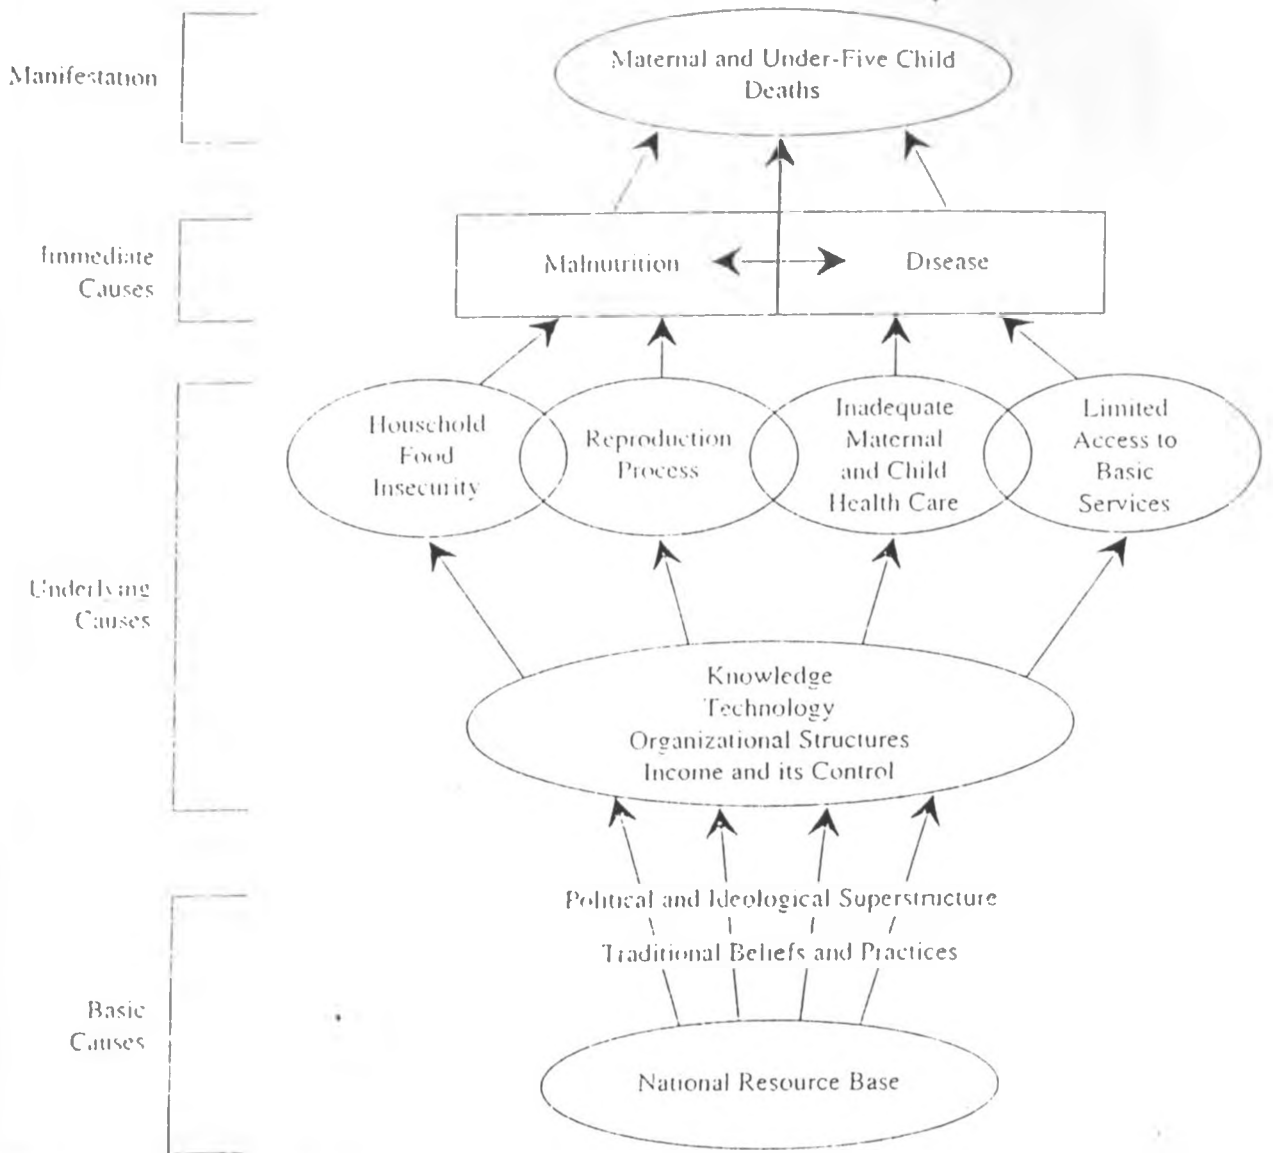 Manifestation
Maternal and Under-Five Child
Deaths
Immediate
Causes
Malnutrition
Disease
Household
Food
Insecurity
Reproduction
Process
Inadequate
Maternal
and Child
Health Care
Limited
Access to
Basic
Services
Underlying
Causes
Knowledge
Technology
Organizational Structures
Income and its Control
Political and Ideological Superstructure
Traditional Beliefs and Practices
Basic
Causes
National Resource Base